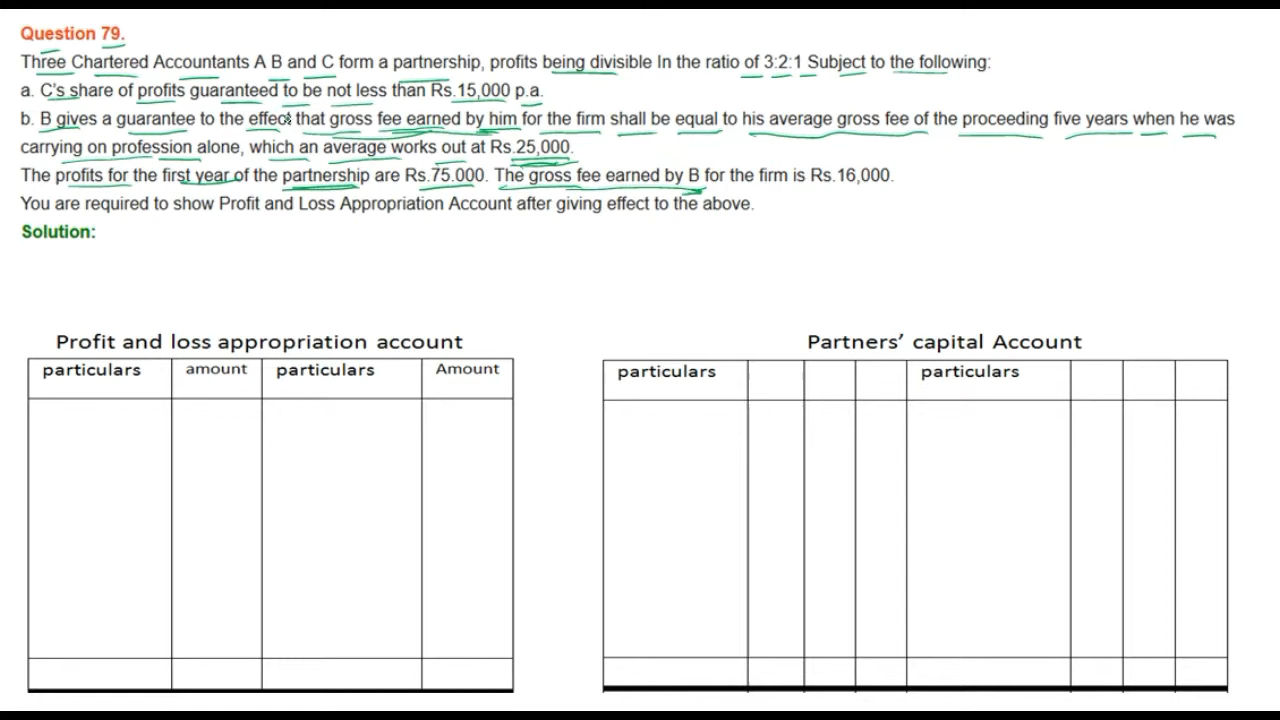 Question 79.
Three Chartered Accountants A B and C form a partnership, profits being divisible In the ratio of 3:2:1 Subject to the following:
a. C's share of profits guaranteed to be not less than Rs.15,000 p.a.
b. B gives a guarantee to the effect that gross fee earned by him for the firm shall be equal to his average gross fee of the proceeding five years when he was
carrying on profession alone, which an average works out at Rs.25,000.
The profits for the first year of the partnership are Rs.75.000. The gross fee earned by B for the firm is Rs.16,000.
You are required to show Profit and Loss Appropriation Account after giving effect to the above.
Solution:
Profit and loss appropriation account
particulars amount particulars Amount
Partners' capital Account
particulars particulars